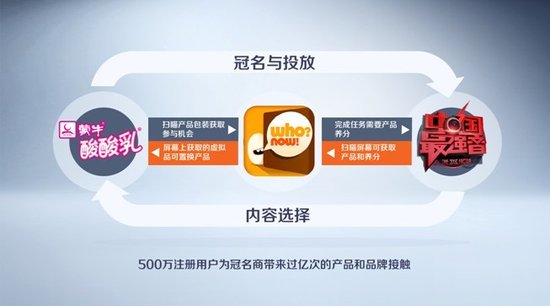 冠名与投放
蒙牛
酸酸乳
扫瞄产品包装获取
参与机会
屏幕上获取的虚拟
品可置换产品
who?
now!
完成任务需要产品
养分
扫瞄屏幕可获取
产品和养分
中国
最强音
内容选择
500万注册用户为冠名商带来过亿次的产品和品牌接触